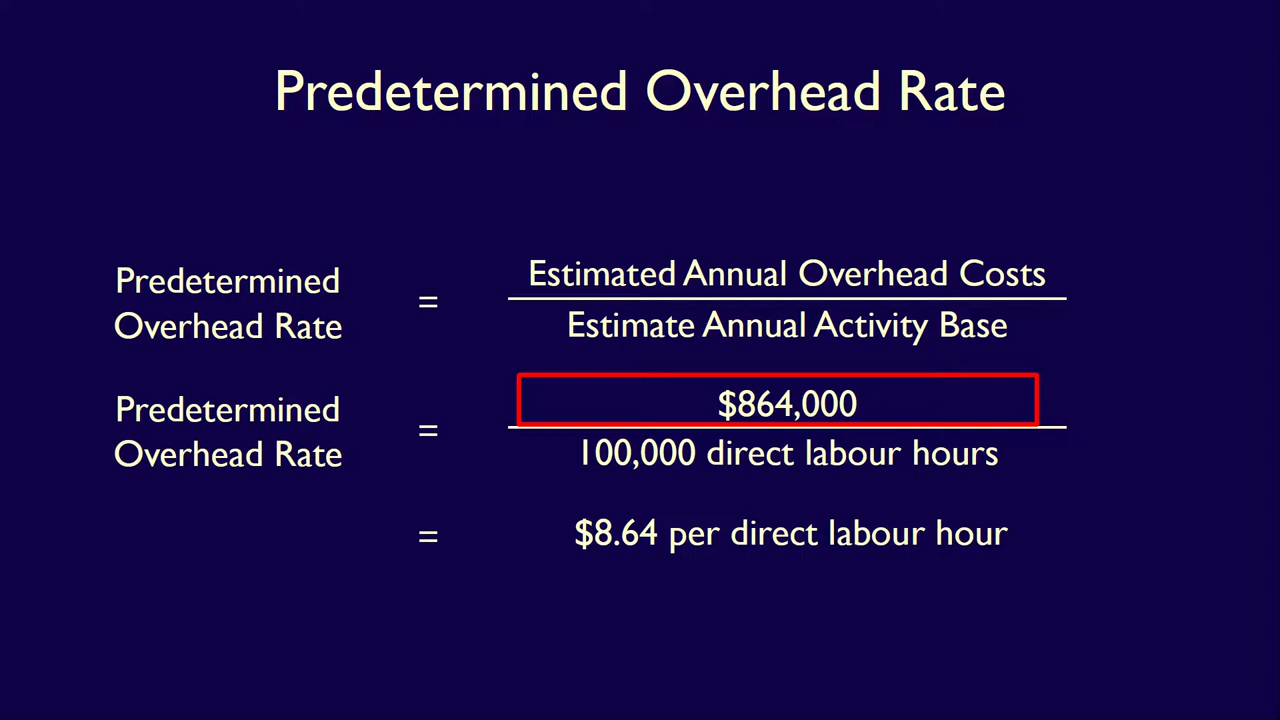 Predetermined Overhead Rate
Predetermined
Overhead Rate
=
Estimated Annual Overhead Costs
Estimate Annual Activity Base
Predetermined
Overhead Rate
=
$864,000
100,000 direct labour hours
=
$8.64 per direct labour hour